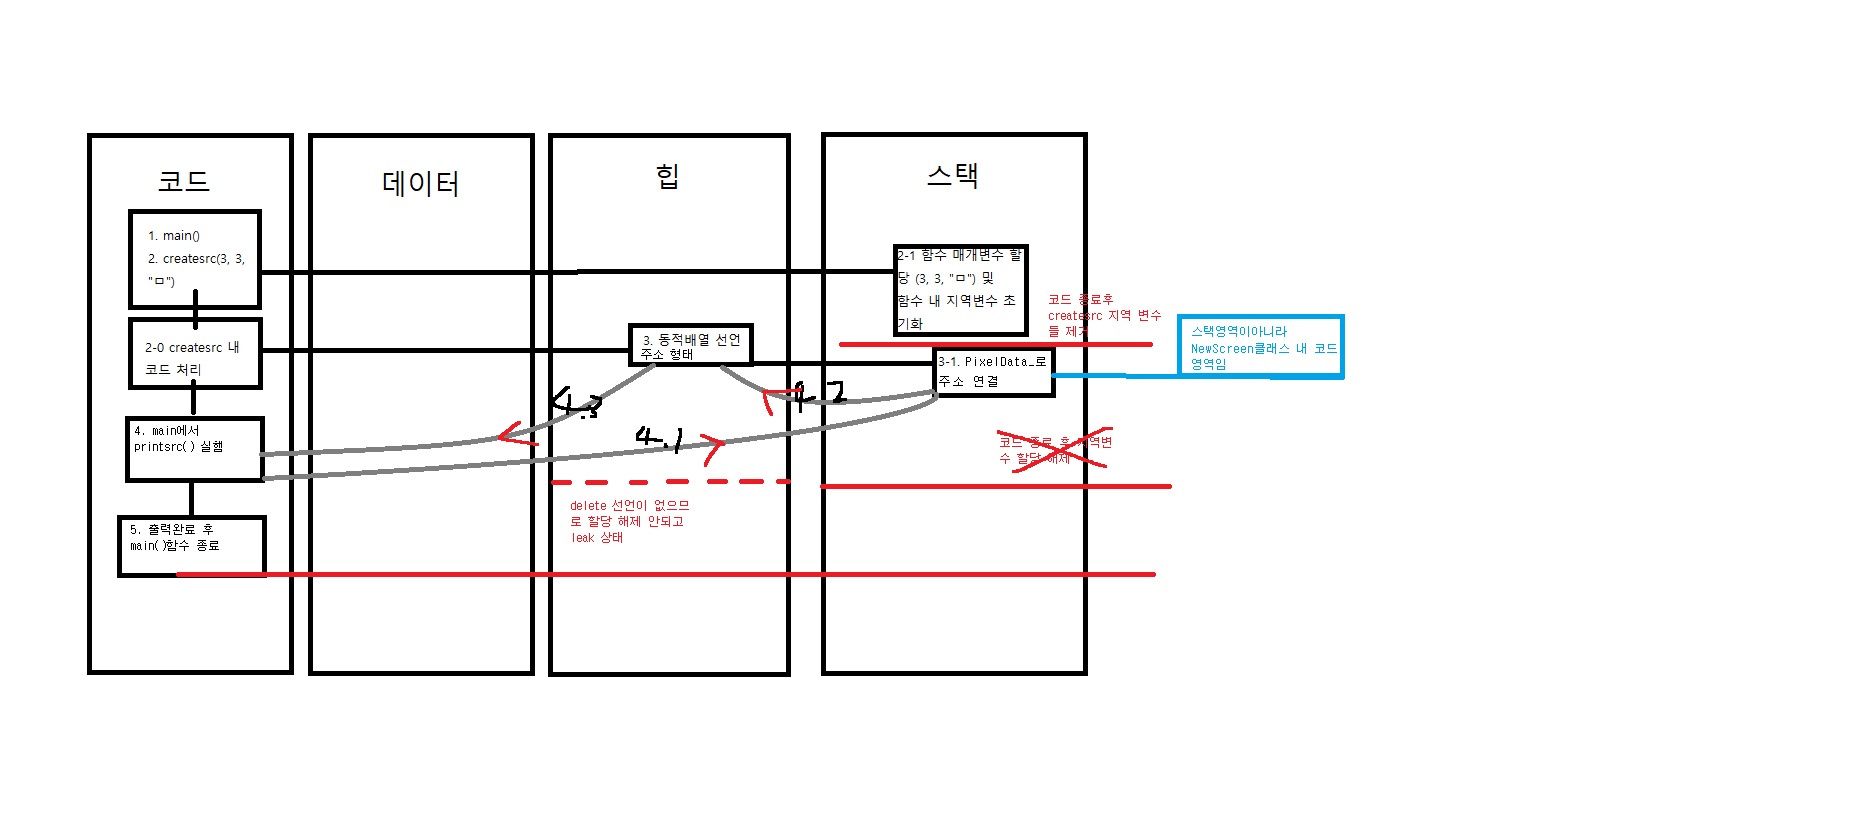 코드
데이터
힙
스택
1. main()
2. createsrc(3, 3,
"ㅁ")
2-1 함수 매개변수 할
당 (3, 3, "ㅁ") 및
함수 내 지역변수 초
기화
코드 종료후
createsrc 지역 변수
들 제거
스택영역이아니라
NewScreen클래스 내 코드
영역임
2-0 createsrc 내
코드 처리
3. 동적배열 선언
주소 형태
3-1. PixelData_로
주소 연결
4.3
4-2
4.1
4. main에서
printsrc( ) 실행
코드 종료 후 지역변
수 할당 해제
delete 선언이 없으므
로 할당 해제 안되고
leak 상태
5. 출력완료 후
main( )함수 종료